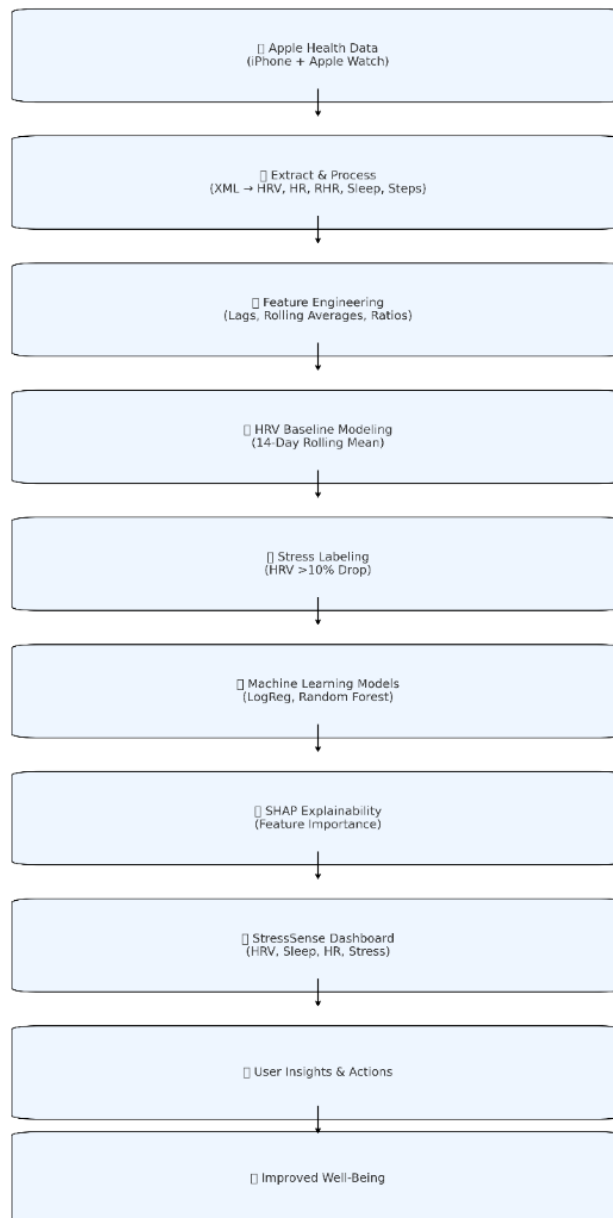 Apple Health Data
(iPhone + Apple Watch)
Extract & Process
(XML → HRV, HR, RHR, Sleep, Steps)
Feature Engineering
(Lags, Rolling Averages, Ratios)
HRV Baseline Modeling
(14-Day Rolling Mean)
Stress Labeling
(HRV >10% Drop)
Machine Learning Models
(LogReg, Random Forest)
SHAP Explainability
(Feature Importance)
StressSense Dashboard
(HRV, Sleep, HR, Stress)
User Insights & Actions
Improved Well-Being